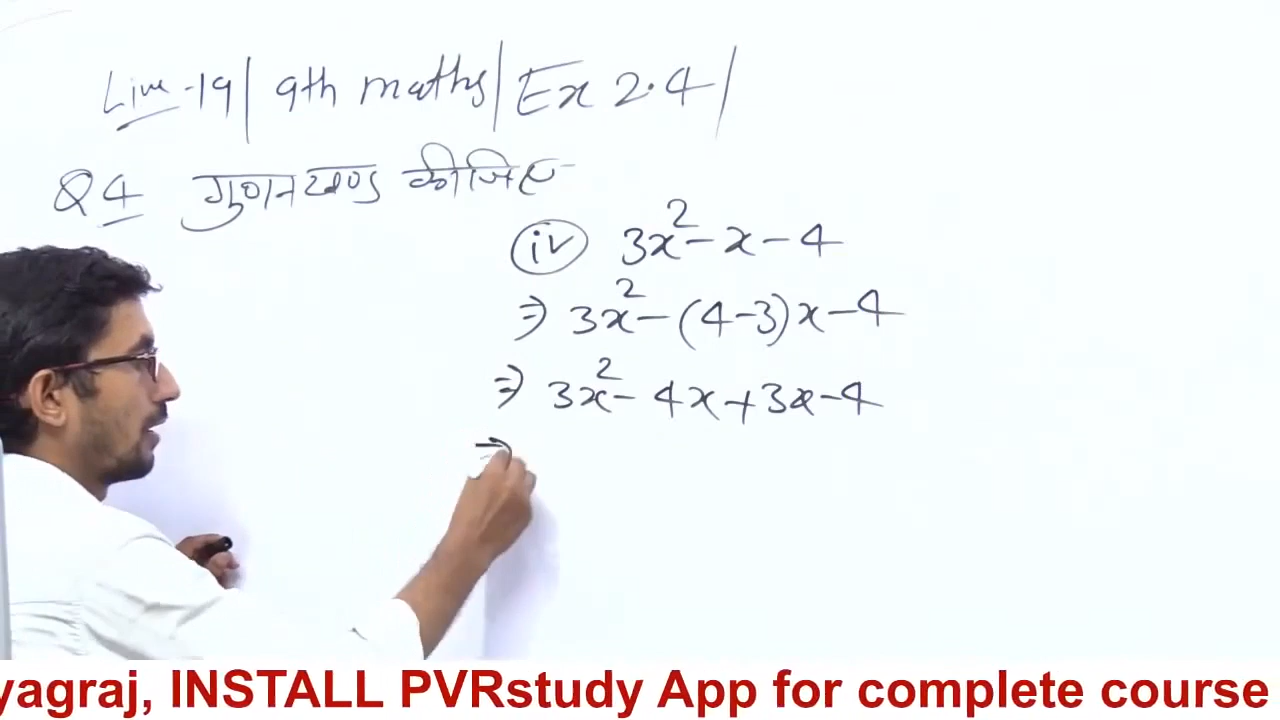 Live-19 | 9th maths | Ex 2.4 |
Q4 गुणनखण्ड कीजिए
(iv) 3x² - x - 4
⇒ 3x² - (4-3)x - 4
⇒ 3x² - 4x + 3x - 4
⇒
yagraj, INSTALL PVRstudy App for complete course